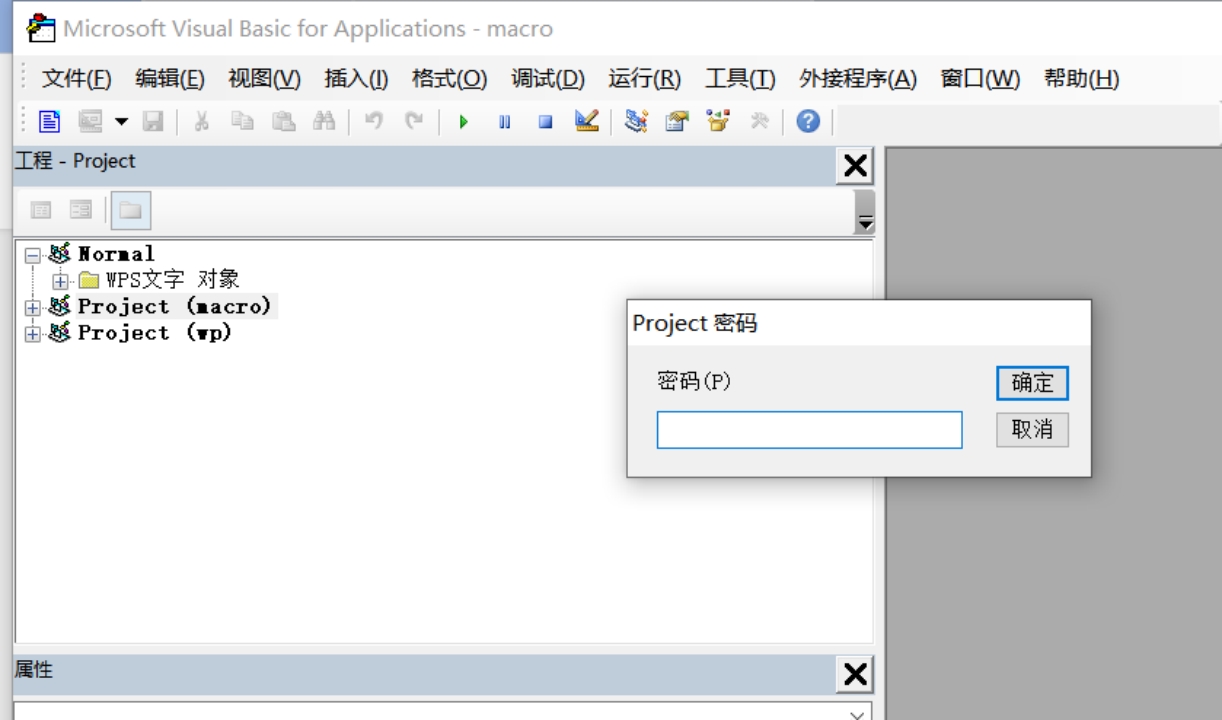 Microsoft Visual Basic for Applications - macro
文件(F) 编辑(E) 视图(V) 插入(I) 格式(O) 调试(D) 运行(R) 工具(T) 外接程序(A) 窗口(W) 帮助(H)
工程 - Project
Normal
WPS文字 对象
Project (macro)
Project (wp)
Project 密码
密码(P)
确定
取消
属性